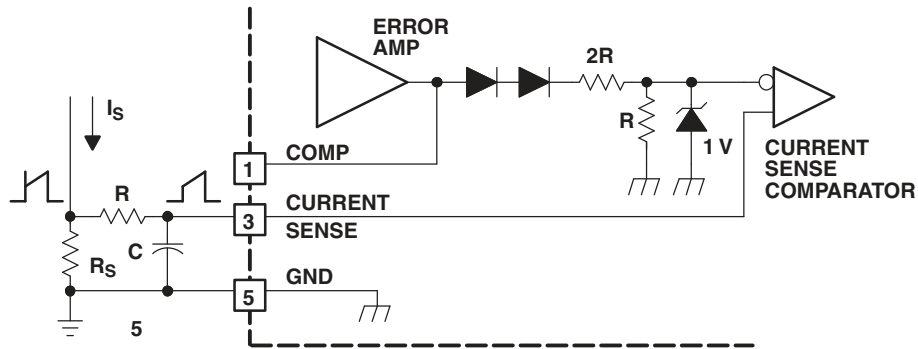 ERROR
AMP
2R
I_S
R
1 V
CURRENT
SENSE
COMPARATOR
1
COMP
R
3
CURRENT
SENSE
C
R_S
5
GND
5